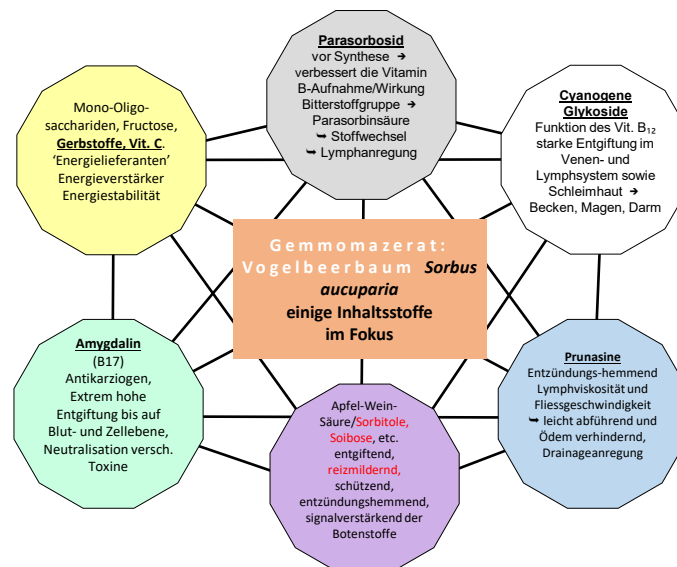 Parasorbosid
vor Synthese →
verbessert die Vitamin
B-Aufnahme/Wirkung
Bitterstoffgruppe →
Parasorbinsäure
➥ Stoffwechsel
➥ Lymphanregung
Mono-Oligo-
sacchariden, Fructose,
Gerbstoffe, Vit. C.
‘Energielieferanten’
Energieverstärker
Energiestabilität
Cyanogene
Glykoside
Funktion des Vit. B₁₂
starke Entgiftung im
Venen- und
Lymphsystem sowie
Schleimhaut →
Becken, Magen, Darm
Gemmomazerat:
Vogelbeerbaum Sorbus
aucuparia
einige Inhaltsstoffe
im Fokus
Amygdalin
(B17)
Antikarziogen,
Extrem hohe
Entgiftung bis auf
Blut- und Zellebene,
Neutralisation versch.
Toxine
Apfel-Wein-
Säure/Sorbitole,
Soibose, etc.
entgiftend,
reizmildernd,
schützend,
entzündungshemmend,
signalverstärkend der
Botenstoffe
Prunasine
Entzündungs-hemmend
Lymphviskosität und
Fliessgeschwindigkeit
➥ leicht abführend und
Ödem verhindernd,
Drainageanregung